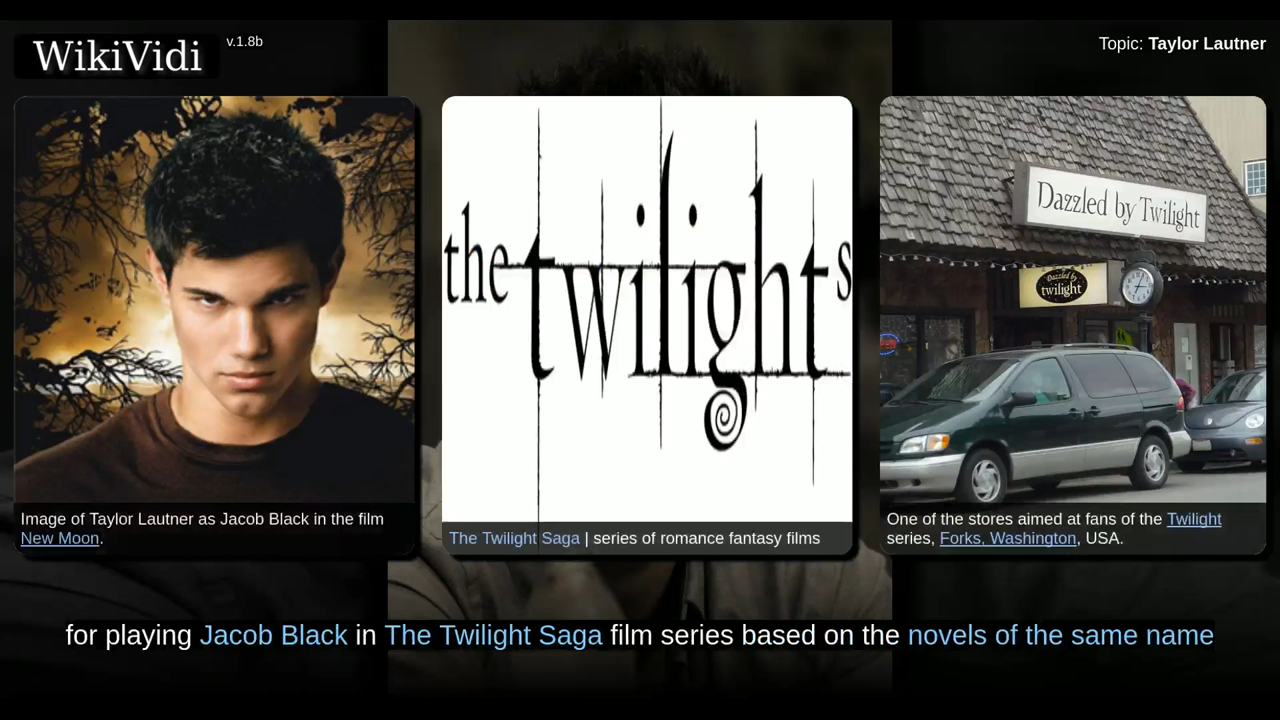 WikiVidi
v.1.8b
Topic: Taylor Lautner
the twilight s
Dazzled by Twilight
Dazzled by
twilight
Image of Taylor Lautner as Jacob Black in the film
New Moon.
The Twilight Saga | series of romance fantasy films
One of the stores aimed at fans of the Twilight
series, Forks, Washington, USA.
for playing Jacob Black in The Twilight Saga film series based on the novels of the same name